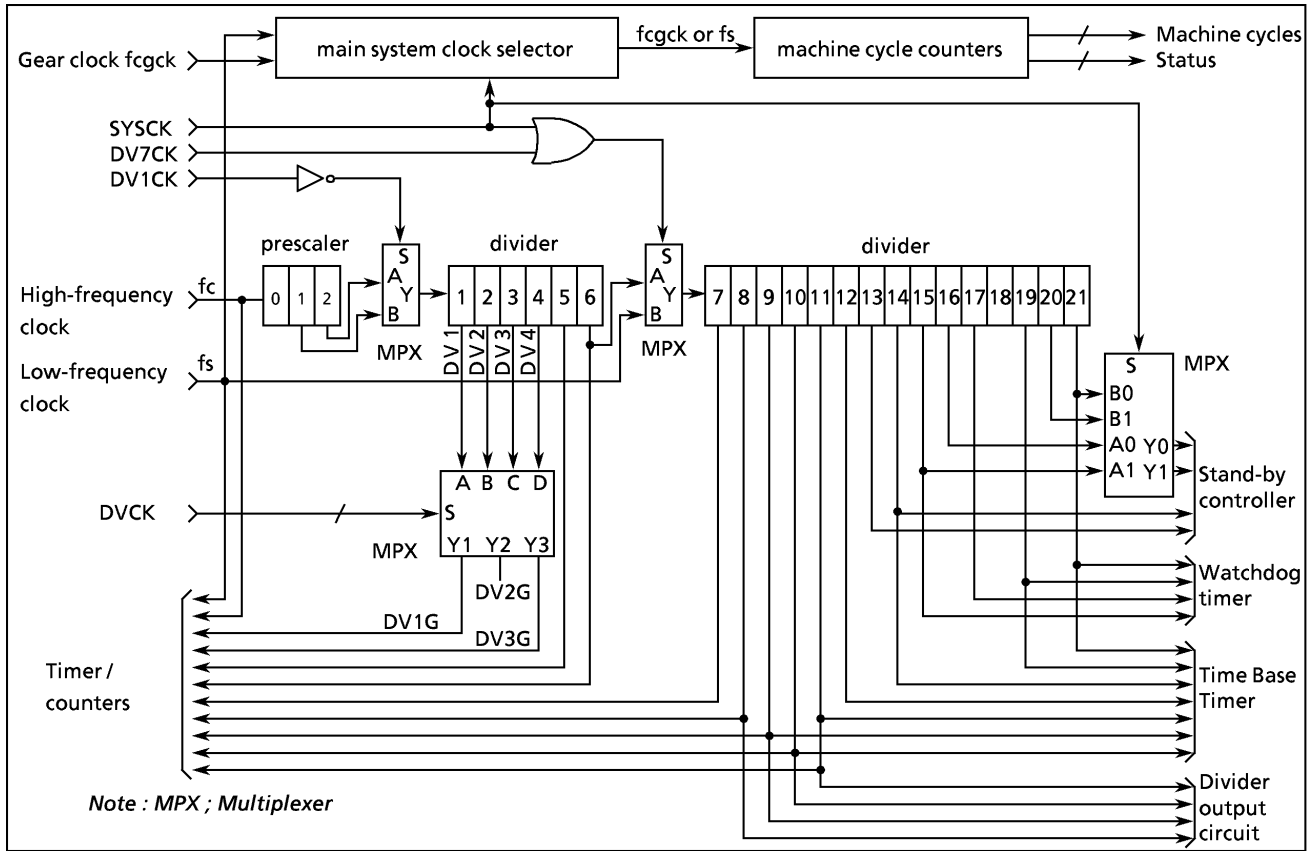 main system clock selector
fcgck or fs
machine cycle counters
Machine cycles
Status
Gear clock fcgck
SYSCK
DV7CK
DV1CK
prescaler
divider
divider
High-frequency
clock
fc
0 1 2
S
A
Y
B
MPX
1 2 3 4 5 6
S
A
Y
B
MPX
7 8 9 10 11 12 13 14 15 16 17 18 19 20 21
DV1
DV2
DV3
DV4
Low-frequency
clock
fs
S
MPX
B0
B1
A0 Y0
A1 Y1
Stand-by
controller
DVCK
A B C D
S
Y1 Y2 Y3
MPX
DV2G
DV1G
DV3G
Watchdog
timer
Timer /
counters
Time Base
Timer
Divider
output
circuit
Note : MPX ; Multiplexer